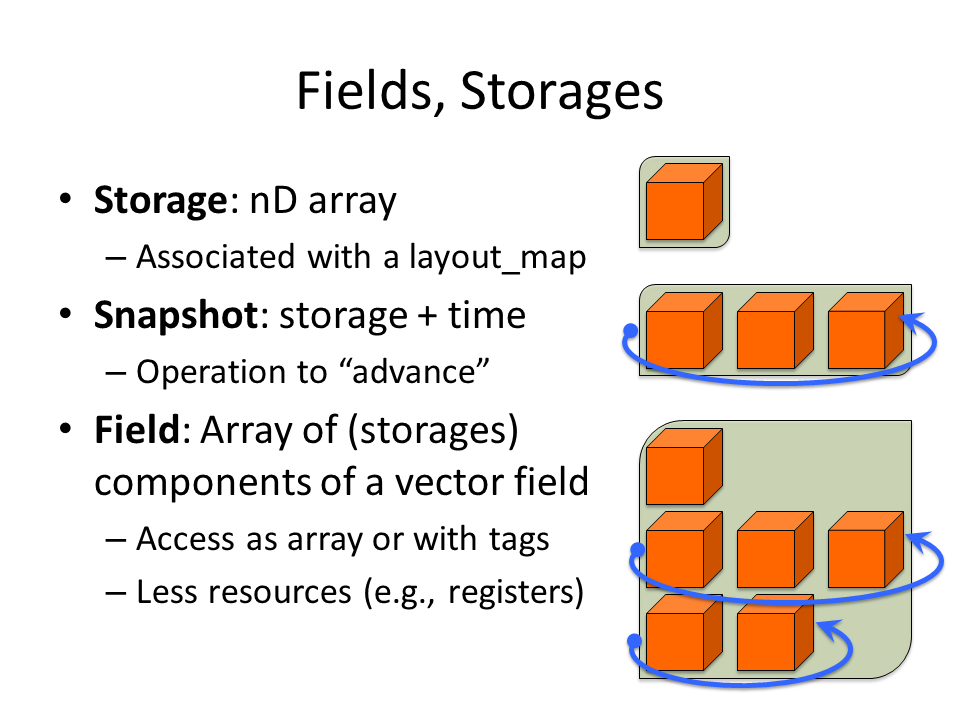 Fields, Storages
• Storage: nD array
– Associated with a layout_map
• Snapshot: storage + time
– Operation to “advance”
• Field: Array of (storages)
components of a vector field
– Access as array or with tags
– Less resources (e.g., registers)